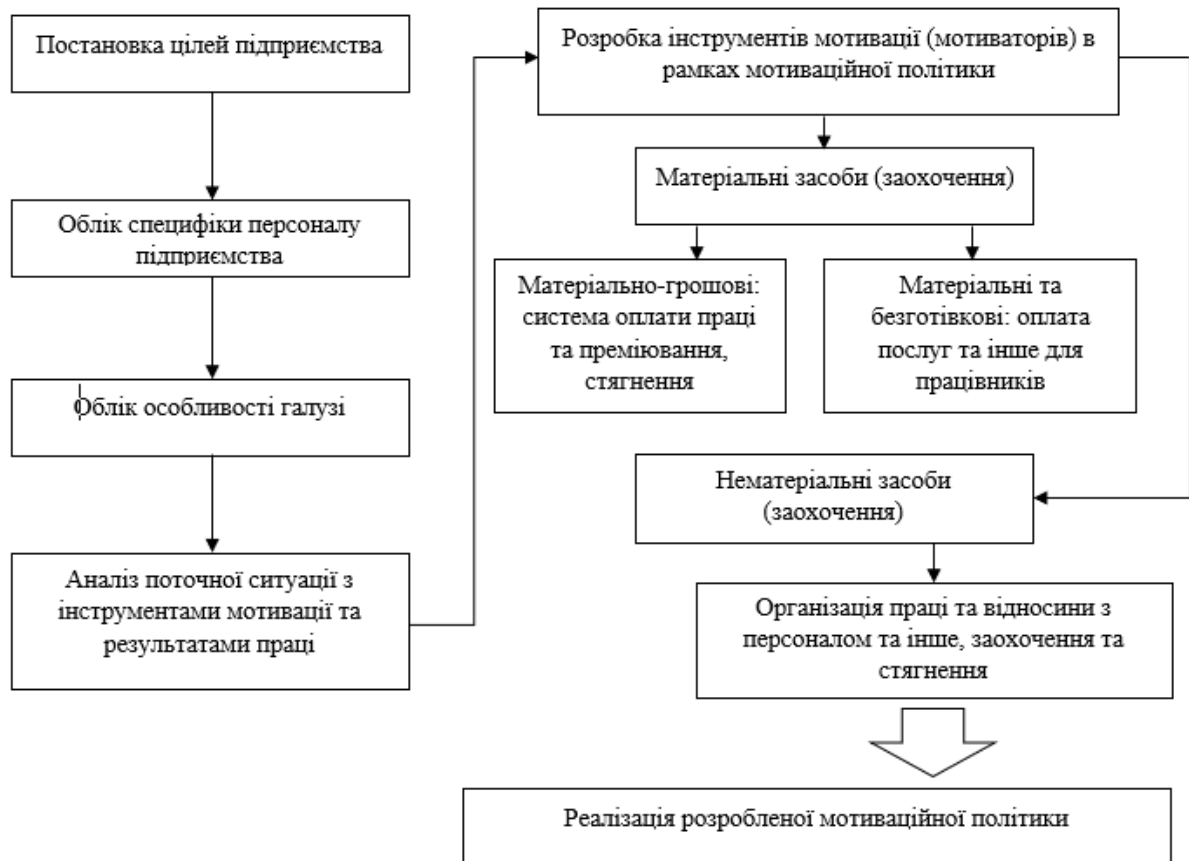 Постановка цілей підприємства
Облік специфіки персоналу
підприємства
Облік особливості галузі
Аналіз поточної ситуації з
інструментами мотивації та
результатами праці
Розробка інструментів мотивації (мотиваторів) в
рамках мотиваційної політики
Матеріальні засоби (заохочення)
Матеріально-грошові:
система оплати праці
та преміювання,
стягнення
Матеріальні та
безготівкові: оплата
послуг та інше для
працівників
Нематеріальні засоби
(заохочення)
Організація праці та відносини з
персоналом та інше, заохочення та
стягнення
Реалізація розробленої мотиваційної політики